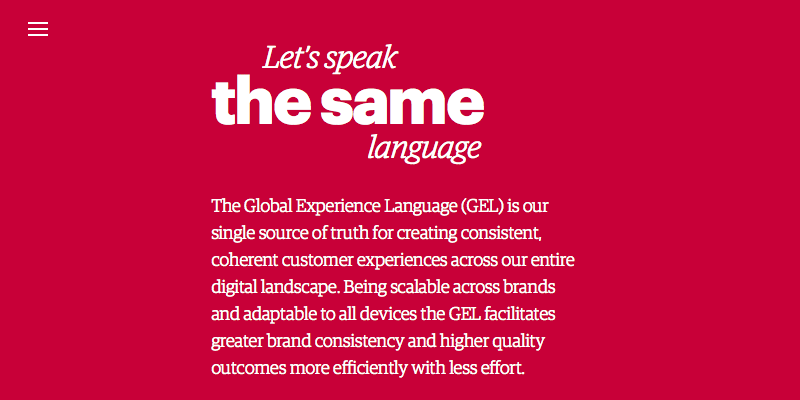 Let's speak
the same
language
The Global Experience Language (GEL) is our
single source of truth for creating consistent,
coherent customer experiences across our entire
digital landscape. Being scalable across brands
and adaptable to all devices the GEL facilitates
greater brand consistency and higher quality
outcomes more efficiently with less effort.